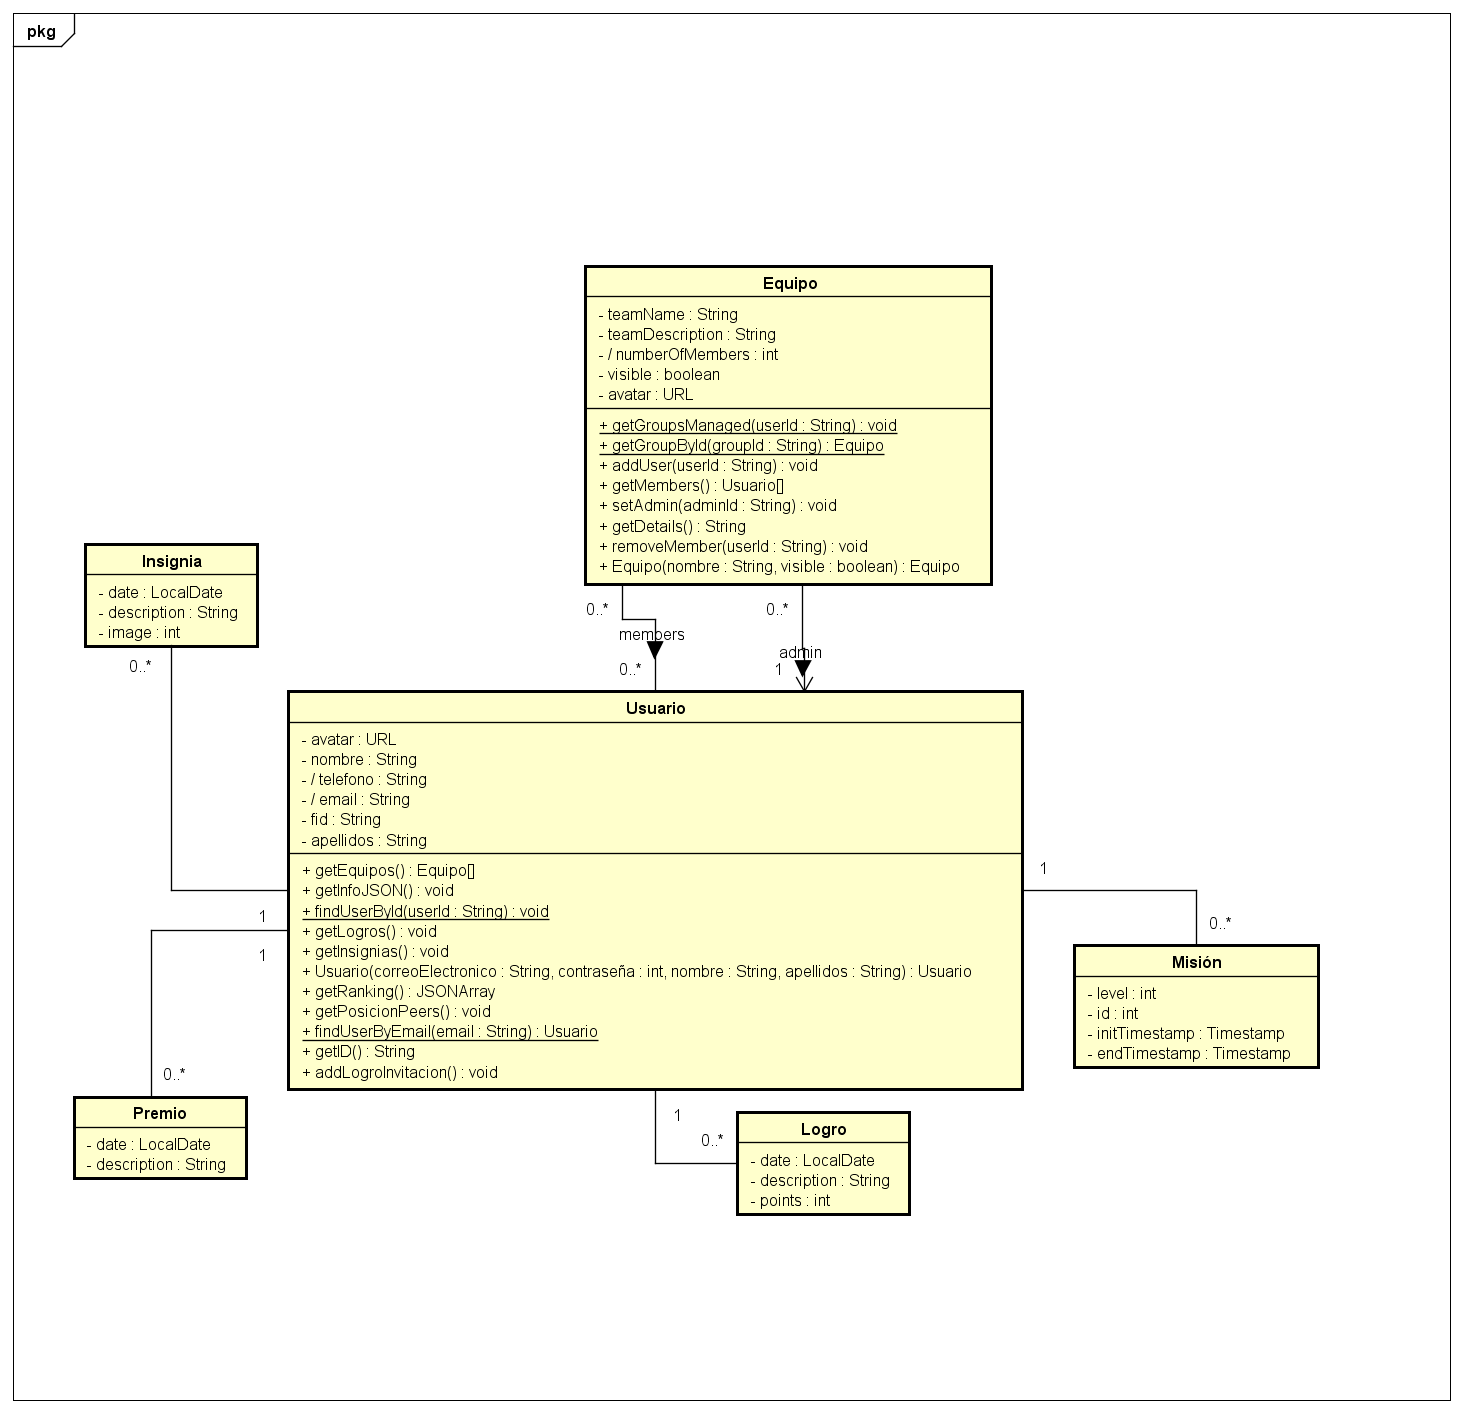 pkg
Equipo
- teamName : String
- teamDescription : String
- / numberOfMembers : int
- visible : boolean
- avatar : URL
+ getGroupsManaged(userId : String) : void
+ getGroupById(groupId : String) : Equipo
+ addUser(userId : String) : void
+ getMembers() : Usuario[]
+ setAdmin(adminId : String) : void
+ getDetails() : String
+ removeMember(userId : String) : void
+ Equipo(nombre : String, visible : boolean) : Equipo
Insignia
- date : LocalDate
- description : String
- image : int
0..*
0..*
0..*
members
admin
0..*
1
Usuario
- avatar : URL
- nombre : String
- / telefono : String
- / email : String
- fid : String
- apellidos : String
+ getEquipos() : Equipo[]
+ getInfoJSON() : void
+ findUserById(userId : String) : void
+ getLogros() : void
+ getInsignias() : void
+ Usuario(correoElectronico : String, contraseña : int, nombre : String, apellidos : String) : Usuario
+ getRanking() : JSONArray
+ getPosicionPeers() : void
+ findUserByEmail(email : String) : Usuario
+ getID() : String
+ addLogroInvitacion() : void
1
1
1
0..*
Misión
- level : int
- id : int
- initTimestamp : Timestamp
- endTimestamp : Timestamp
0..*
Premio
- date : LocalDate
- description : String
1
0..*
Logro
- date : LocalDate
- description : String
- points : int